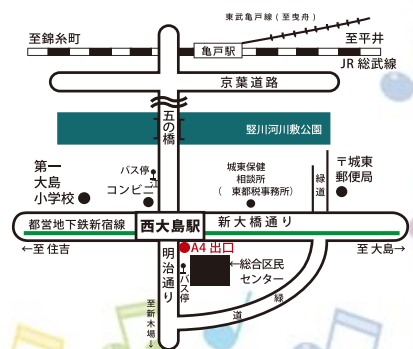 東武亀戸線(至曳舟)
至錦糸町
亀戸駅
至平井
JR 総武線
京葉道路
五の橋
竪川河川敷公園
第一
大島
小学校
バス停
コンビニ
城東保健
相談所
( 東都税事務所)
緑道
〒城東
郵便局
都営地下鉄新宿線
西大島駅
新大橋通り
←至 住吉
至 大島→
A4 出口
明治通り
バス停
←総合区民
センター
緑
道
至新木場↓